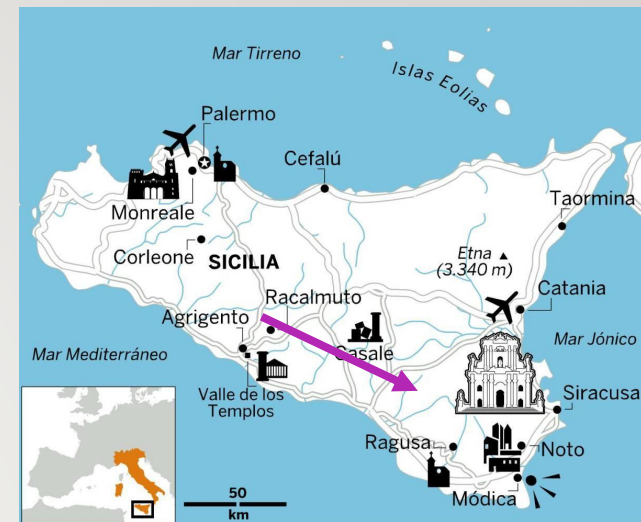 Mar Tirreno
Islas Eolias
Palermo
Cefalú
Monreale
Taormina
Corleone
SICILIA
Etna
(3.340 m)
Racalmuto
Catania
Agrigento
Casale
Mar Jónico
Mar Mediterráneo
Valle de los
Templos
Siracusa
Ragusa
Noto
Módica
50
km